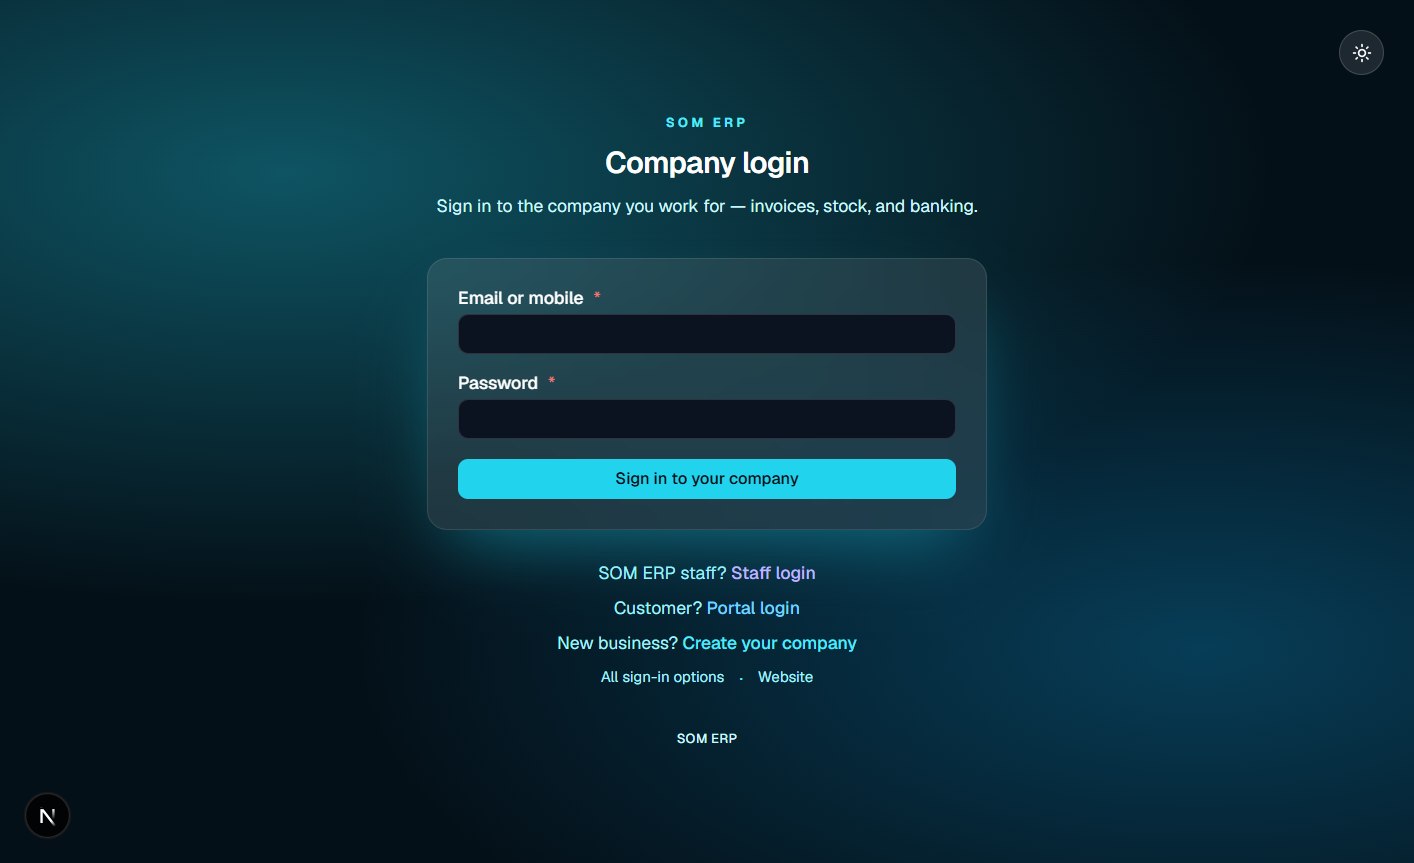 SOM ERP
Company login
Sign in to the company you work for — invoices, stock, and banking.
Email or mobile *
Password *
Sign in to your company
SOM ERP staff? Staff login
Customer? Portal login
New business? Create your company
All sign-in options · Website
SOM ERP
N